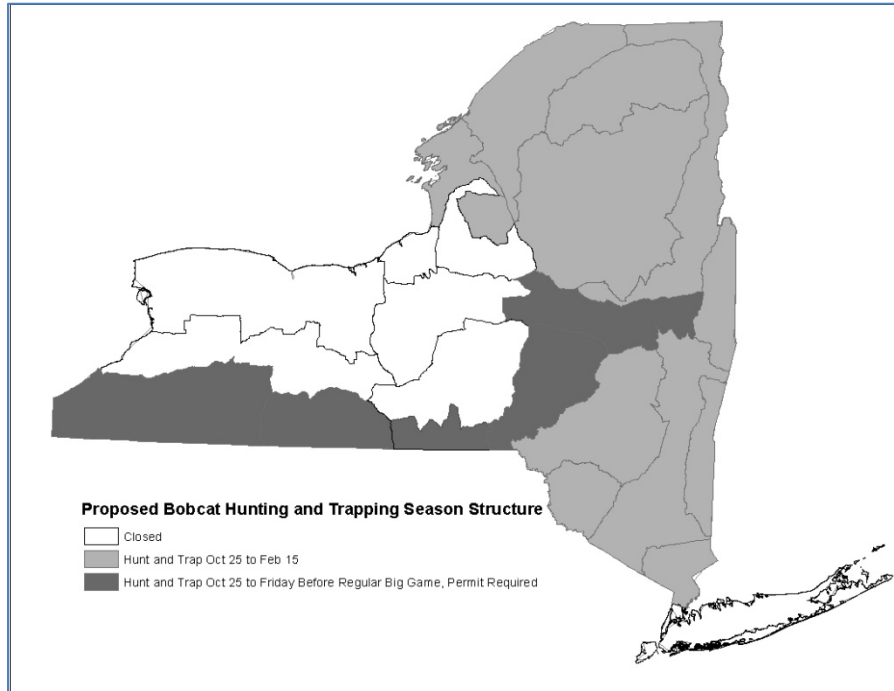 Proposed Bobcat Hunting and Trapping Season Structure
Closed
Hunt and Trap Oct 25 to Feb 15
Hunt and Trap Oct 25 to Friday Before Regular Big Game, Permit Required